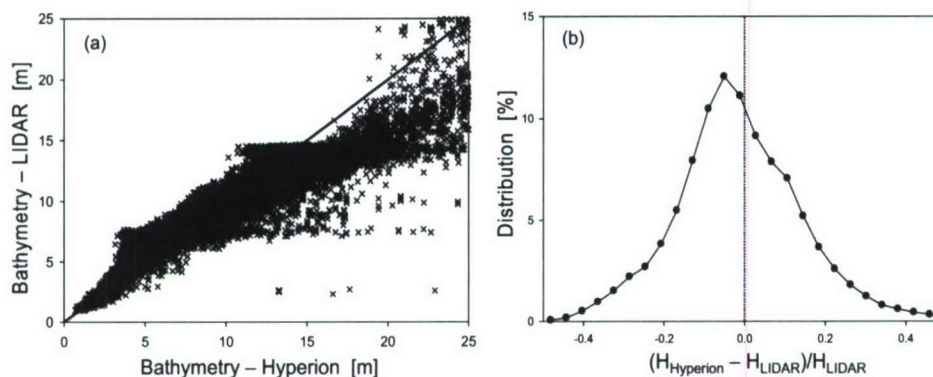 (a)
Bathymetry – LIDAR [m]
25
20
15
10
5
0
0 5 10 15 20 25
Bathymetry – Hyperion [m]
(b)
Distribution [%]
15
10
5
0
-0.4 -0.2 0.0 0.2 0.4
(H_Hyperion – H_LIDAR)/H_LIDAR